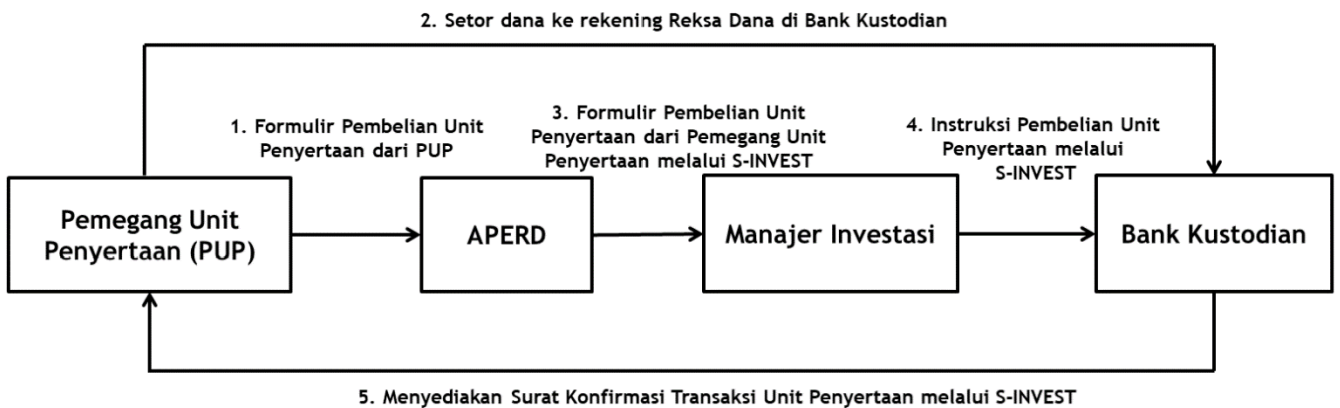 2. Setor dana ke rekening Reksa Dana di Bank Kustodian
1. Formulir Pembelian Unit
Penyertaan dari PUP
3. Formulir Pembelian Unit
Penyertaan dari Pemegang Unit
Penyertaan melalui S-INVEST
4. Instruksi Pembelian Unit
Penyertaan melalui
S-INVEST
Pemegang Unit
Penyertaan (PUP)
APERD
Manajer Investasi
Bank Kustodian
5. Menyediakan Surat Konfirmasi Transaksi Unit Penyertaan melalui S-INVEST